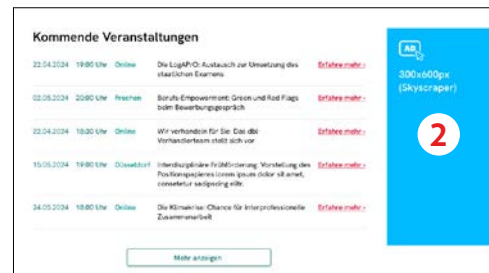 Kommende Veranstaltungen
22.04.2024 19:00 Uhr Online Die LogAPrO: Austausch zur Umsetzung des Erfahre mehr ›
staatlichen Examens
02.05.2024 20:00 Uhr Frechen Berufs-Empowerment: Green und Red Flags Erfahre mehr ›
beim Bewerbungsgespräch
22.04.2024 18:30 Uhr Online Wir verhandeln für Sie: Das dbl- Erfahre mehr ›
Verhandlerteam stellt sich vor
15.05.2024 19:00 Uhr Düsseldorf Interdisziplinäre Frühförderung: Vorstellung des Erfahre mehr ›
Positionspapieres lorem ipsum dolor sit amet,
consetetur sadipscing elitr.
24.05.2024 18:00 Uhr Online Die Klimakrise: Chance für interprofessionelle Erfahre mehr ›
Zusammenarbeit
Mehr anzeigen
AD
300x600px
(Skyscraper)
2